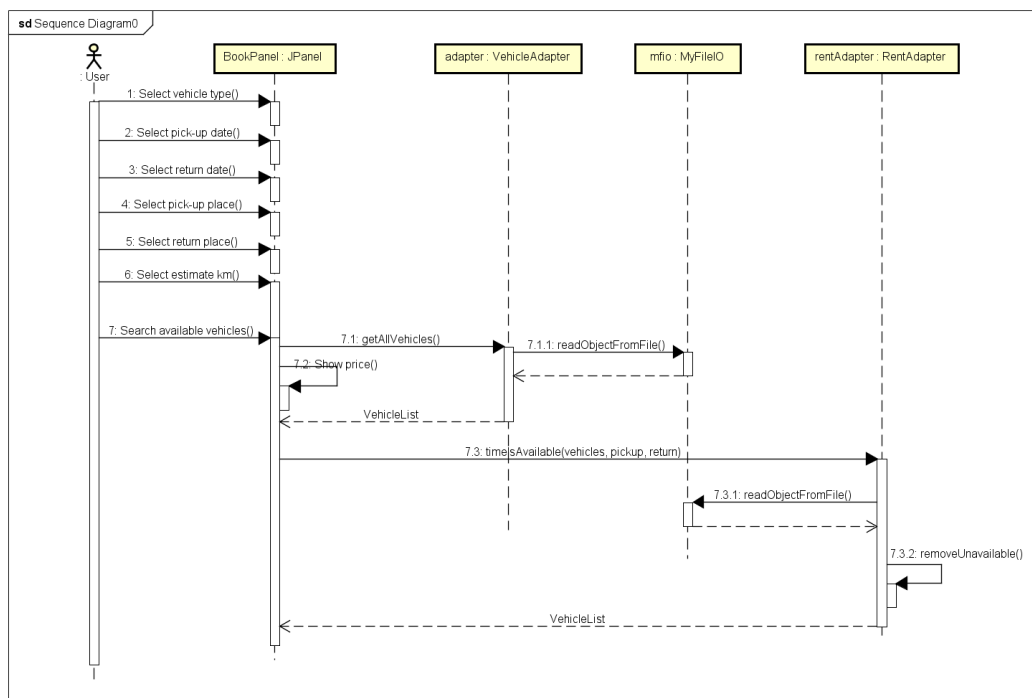 sd Sequence Diagram0
: User
BookPanel : JPanel
adapter : VehicleAdapter
mfio : MyFileIO
rentAdapter : RentAdapter
1: Select vehicle type()
2: Select pick-up date()
3: Select return date()
4: Select pick-up place()
5: Select return place()
6: Select estimate km()
7: Search available vehicles()
7.1: getAllVehicles()
7.1.1: readObjectFromFile()
7.2: Show price()
VehicleList
7.3: timeIsAvailable(vehicles, pickup, return)
7.3.1: readObjectFromFile()
7.3.2: removeUnavailable()
VehicleList